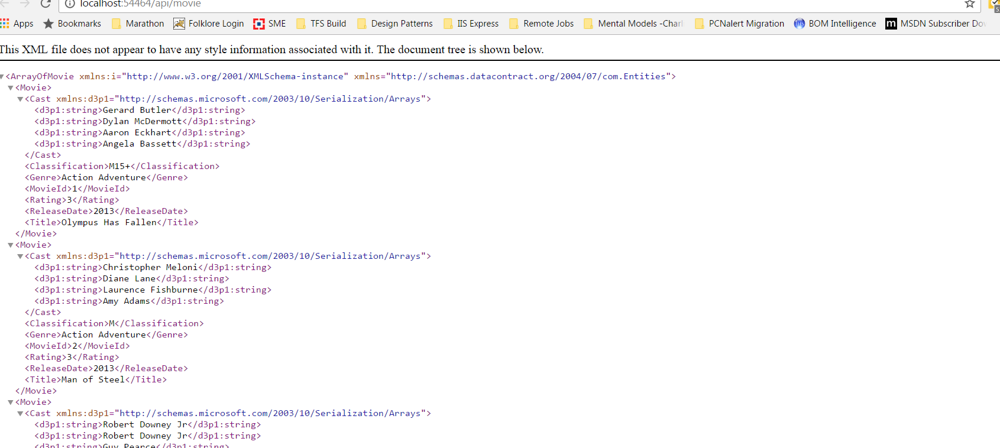 localhost:54464/api/movie
Apps Bookmarks Marathon Folklore Login SME TFS Build Design Patterns IIS Express Remote Jobs Mental Models -Charl PCNalert Migration BOM Intelligence m MSDN Subscriber Dow
This XML file does not appear to have any style information associated with it. The document tree is shown below.
<ArrayOfMovie xmlns:i="http://www.w3.org/2001/XMLSchema-instance" xmlns="http://schemas.datacontract.org/2004/07/com.Entities">
<Movie>
<Cast xmlns:d3p1="http://schemas.microsoft.com/2003/10/Serialization/Arrays">
<d3p1:string>Gerard Butler</d3p1:string>
<d3p1:string>Dylan McDermott</d3p1:string>
<d3p1:string>Aaron Eckhart</d3p1:string>
<d3p1:string>Angela Bassett</d3p1:string>
</Cast>
<Classification>M15+</Classification>
<Genre>Action Adventure</Genre>
<MovieId>1</MovieId>
<Rating>3</Rating>
<ReleaseDate>2013</ReleaseDate>
<Title>Olympus Has Fallen</Title>
</Movie>
<Movie>
<Cast xmlns:d3p1="http://schemas.microsoft.com/2003/10/Serialization/Arrays">
<d3p1:string>Christopher Meloni</d3p1:string>
<d3p1:string>Diane Lane</d3p1:string>
<d3p1:string>Laurence Fishburne</d3p1:string>
<d3p1:string>Amy Adams</d3p1:string>
</Cast>
<Classification>M</Classification>
<Genre>Action Adventure</Genre>
<MovieId>2</MovieId>
<Rating>3</Rating>
<ReleaseDate>2013</ReleaseDate>
<Title>Man of Steel</Title>
</Movie>
<Movie>
<Cast xmlns:d3p1="http://schemas.microsoft.com/2003/10/Serialization/Arrays">
<d3p1:string>Robert Downey Jr</d3p1:string>
<d3p1:string>Robert Downey Jr</d3p1:string>
<d3p1:string>Guy Pearce</d3p1:string>